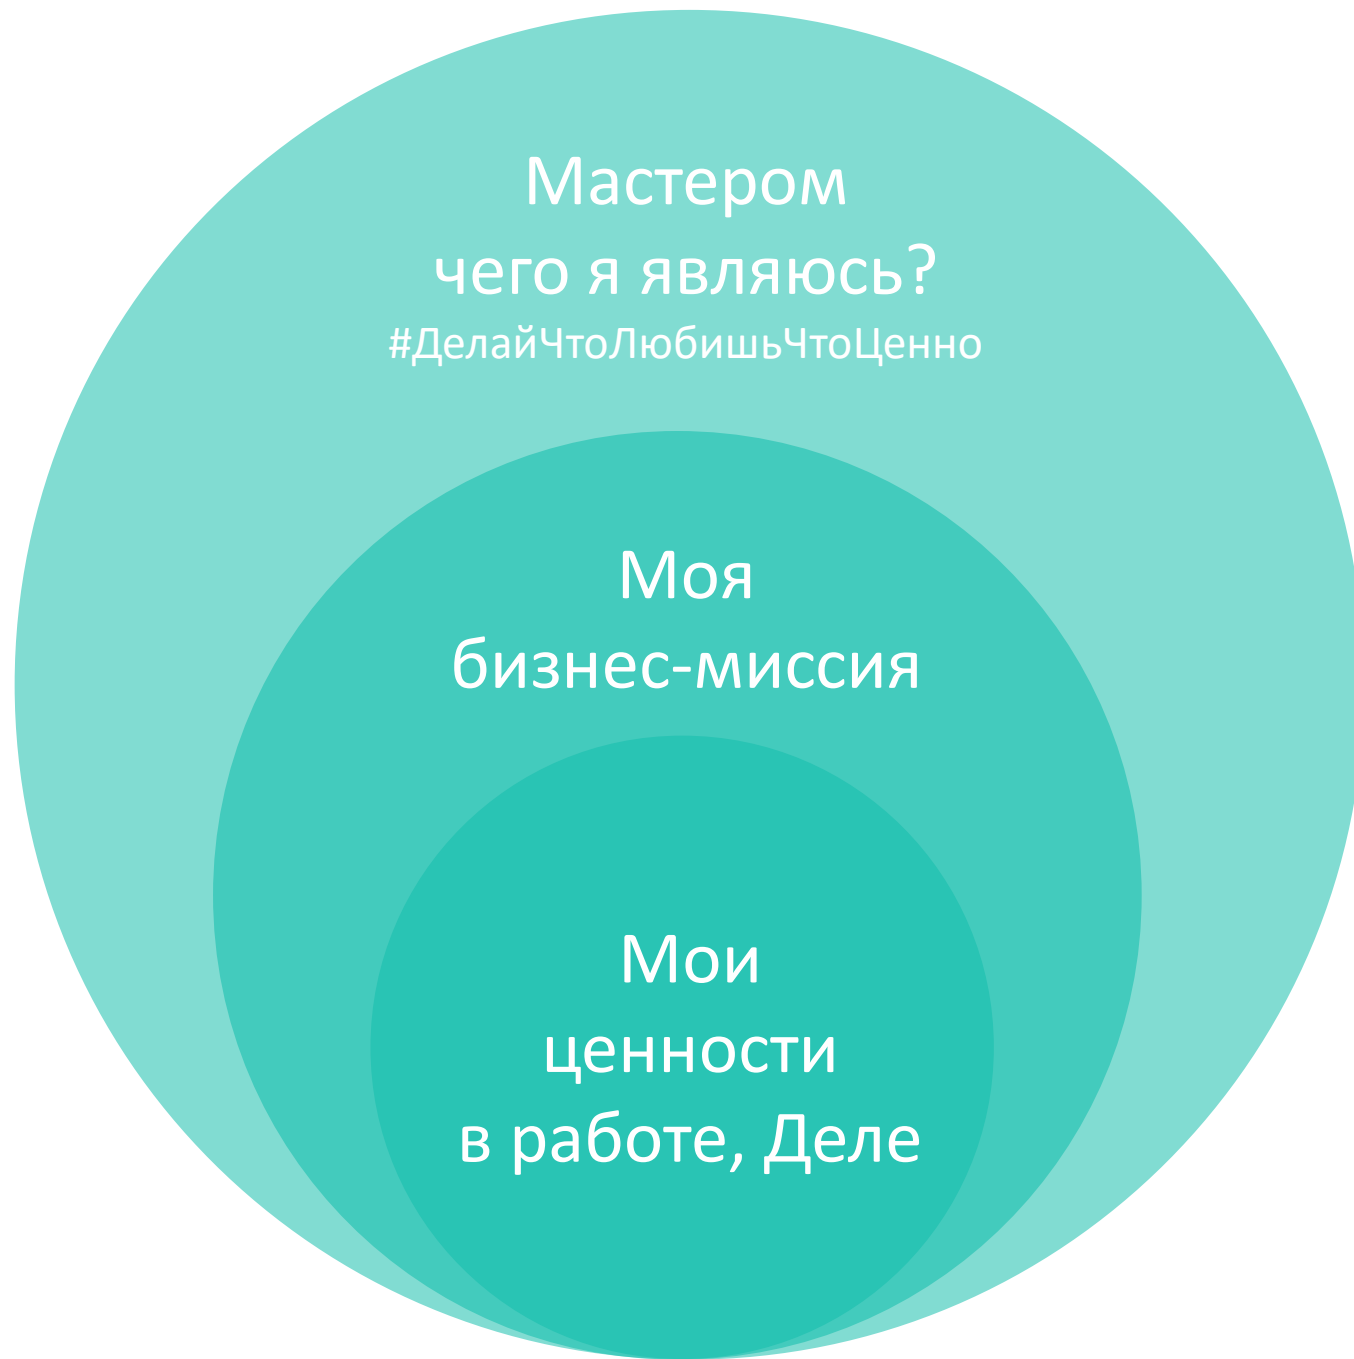 Мастером
чего я являюсь?
#ДелайЧтоЛюбишьЧтоЦенно
Моя
бизнес-миссия
Мои
ценности
в работе, Деле